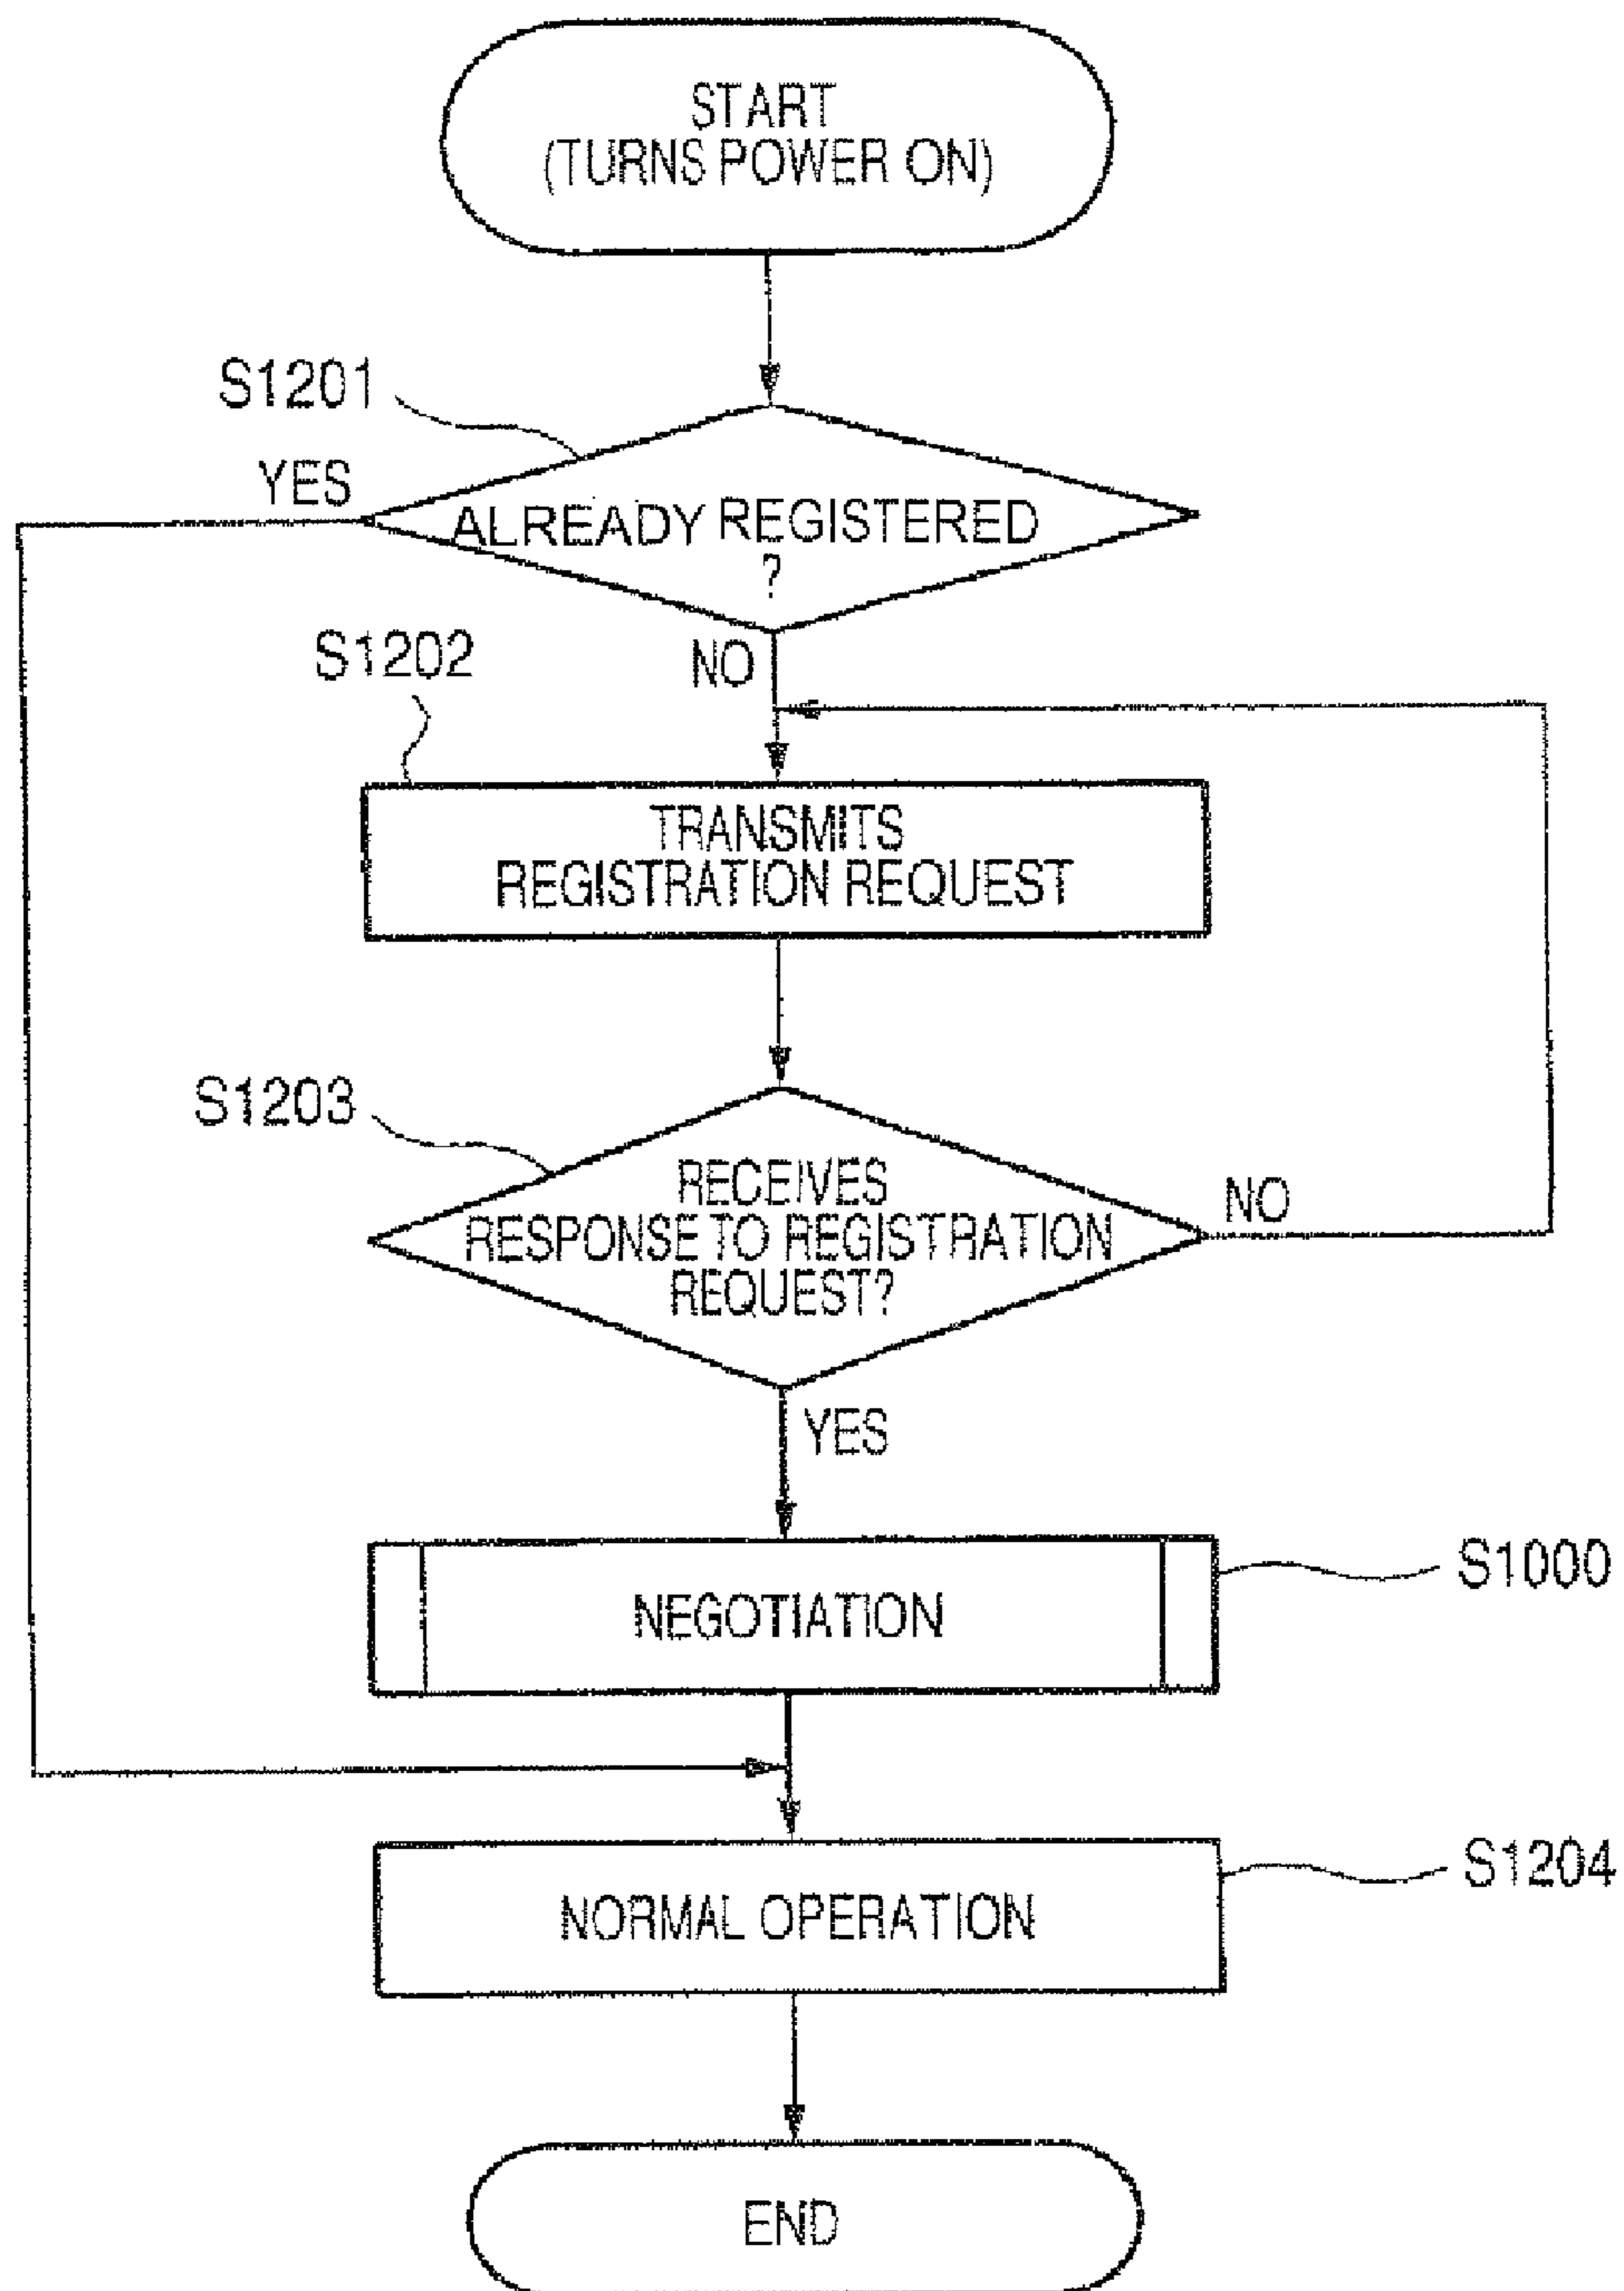 START
(TURNS POWER ON)
S1201
YES
ALREADY REGISTERED
?
S1202
NO
TRANSMITS
REGISTRATION REQUEST
S1203
RECEIVES
RESPONSE TO REGISTRATION
REQUEST?
NO
YES
NEGOTIATION
S1000
NORMAL OPERATION
S1204
END